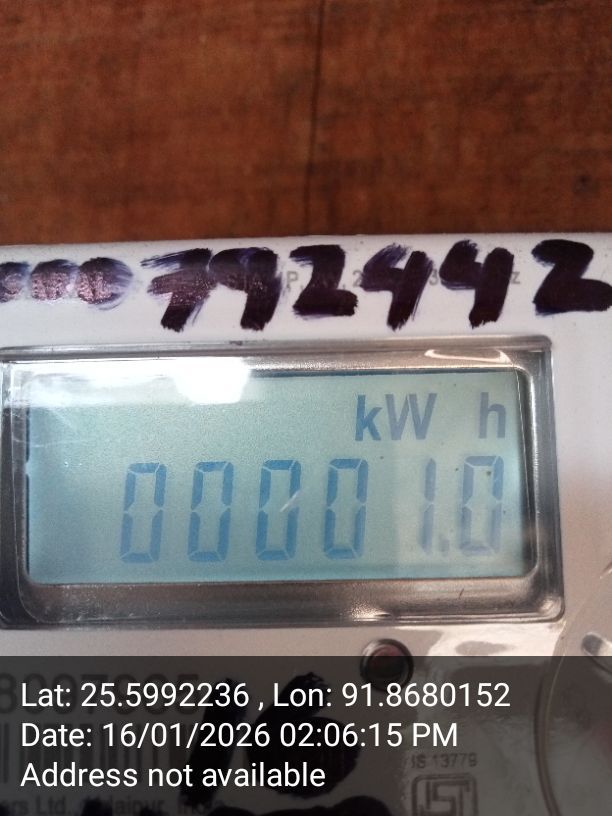 792442
kW h
00001.0
Lat: 25.5992236 , Lon: 91.8680152
Date: 16/01/2026 02:06:15 PM
Address not available
IS 13779